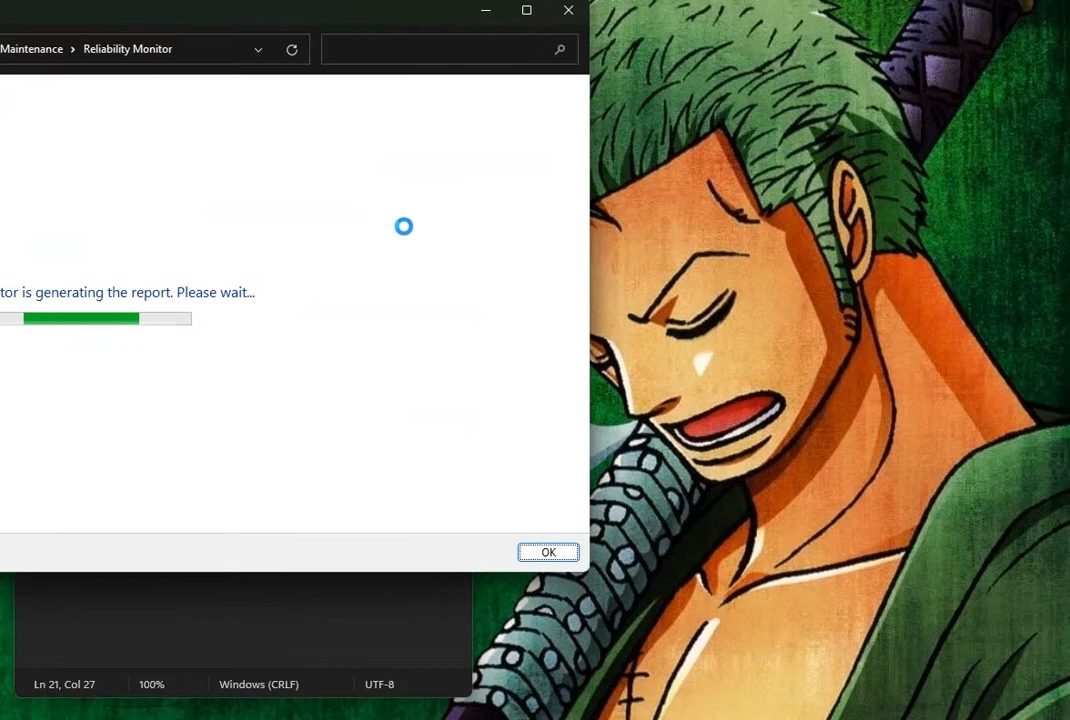 Maintenance > Reliability Monitor
tor is generating the report. Please wait...
OK
Ln 21, Col 27 100% Windows (CRLF) UTF-8